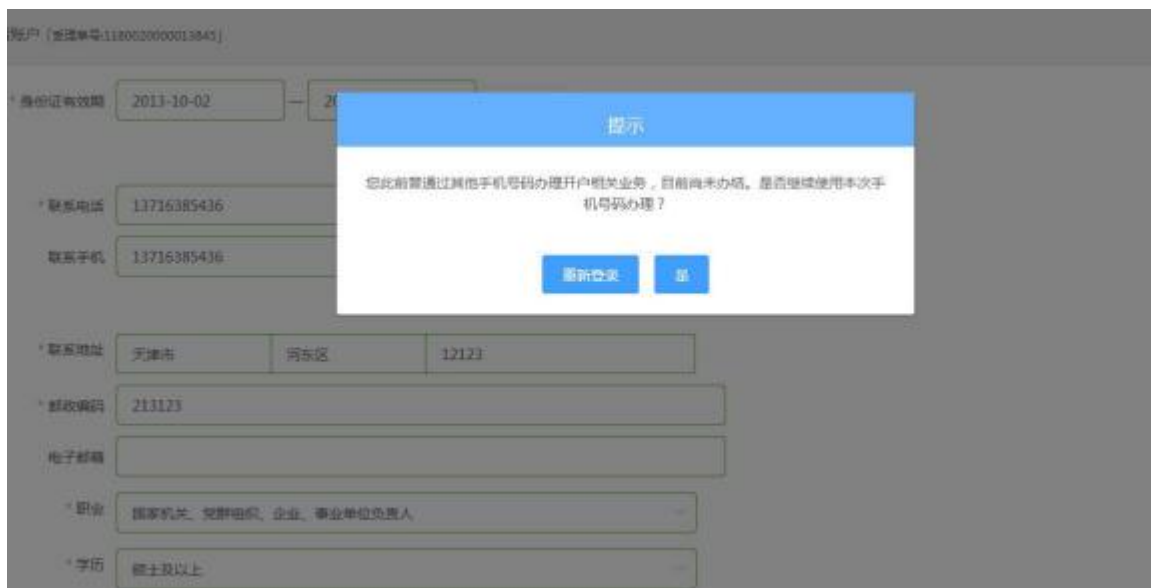 账户 [受理单号:1180020000013845]
* 身份证有效期 2013-10-02 — 20
提示
您此前曾通过其他手机号码办理开户相关业务，目前尚未办结。是否继续使用本次手
机号码办理？
* 联系电话 13716385436
联系手机 13716385436
重新登录 是
* 联系地址 天津市 河东区 12123
* 邮政编码 213123
电子邮箱
* 职业 国家机关、党群组织、企业、事业单位负责人
* 学历 硕士及以上